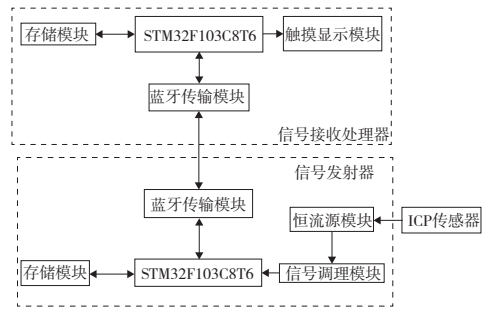 存储模块
STM32F103C8T6
触摸显示模块
蓝牙传输模块
信号接收处理器
信号发射器
蓝牙传输模块
恒流源模块
ICP传感器
存储模块
STM32F103C8T6
信号调理模块